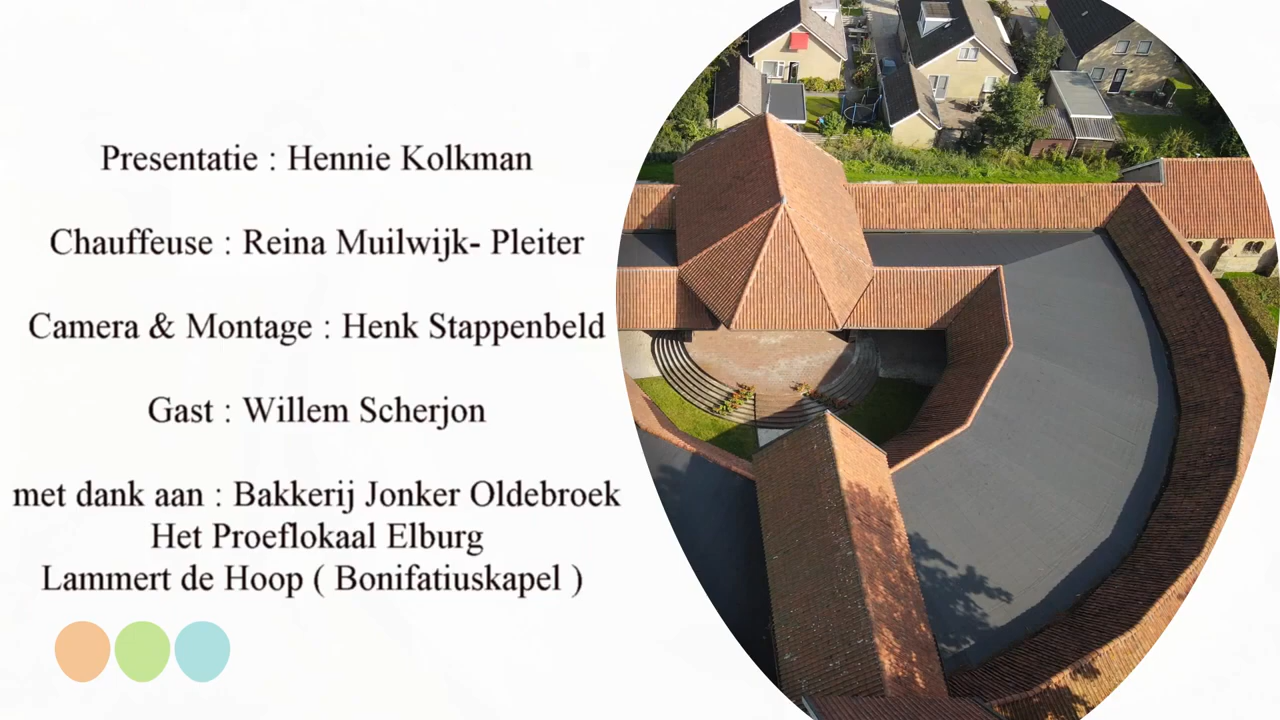 Presentatie : Hennie Kolkman
Chauffeuse : Reina Muilwijk- Pleiter
Camera & Montage : Henk Stappenbeld
Gast : Willem Scherjon
met dank aan : Bakkerij Jonker Oldebroek
Het Proeflokaal Elburg
Lammert de Hoop ( Bonifatiuskapel )